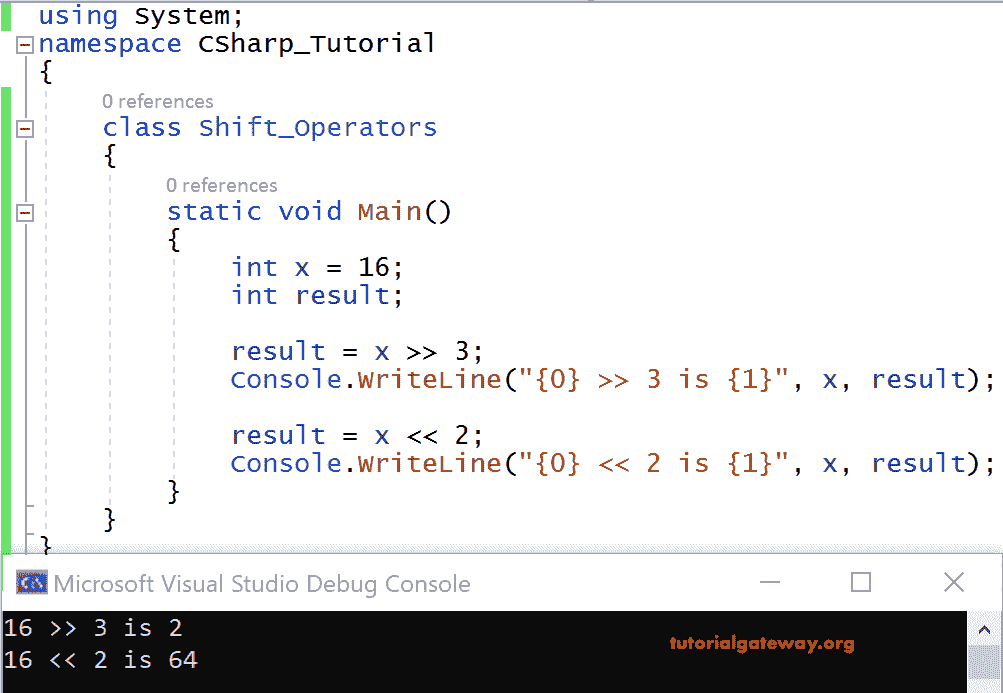 using System;
namespace CSharp_Tutorial
{
0 references
class Shift_Operators
{
0 references
static void Main()
{
int x = 16;
int result;
result = x >> 3;
Console.WriteLine("{0} >> 3 is {1}", x, result);
result = x << 2;
Console.WriteLine("{0} << 2 is {1}", x, result);
}
}
}
Microsoft Visual Studio Debug Console
16 >> 3 is 2
tutorialgateway.org
16 << 2 is 64